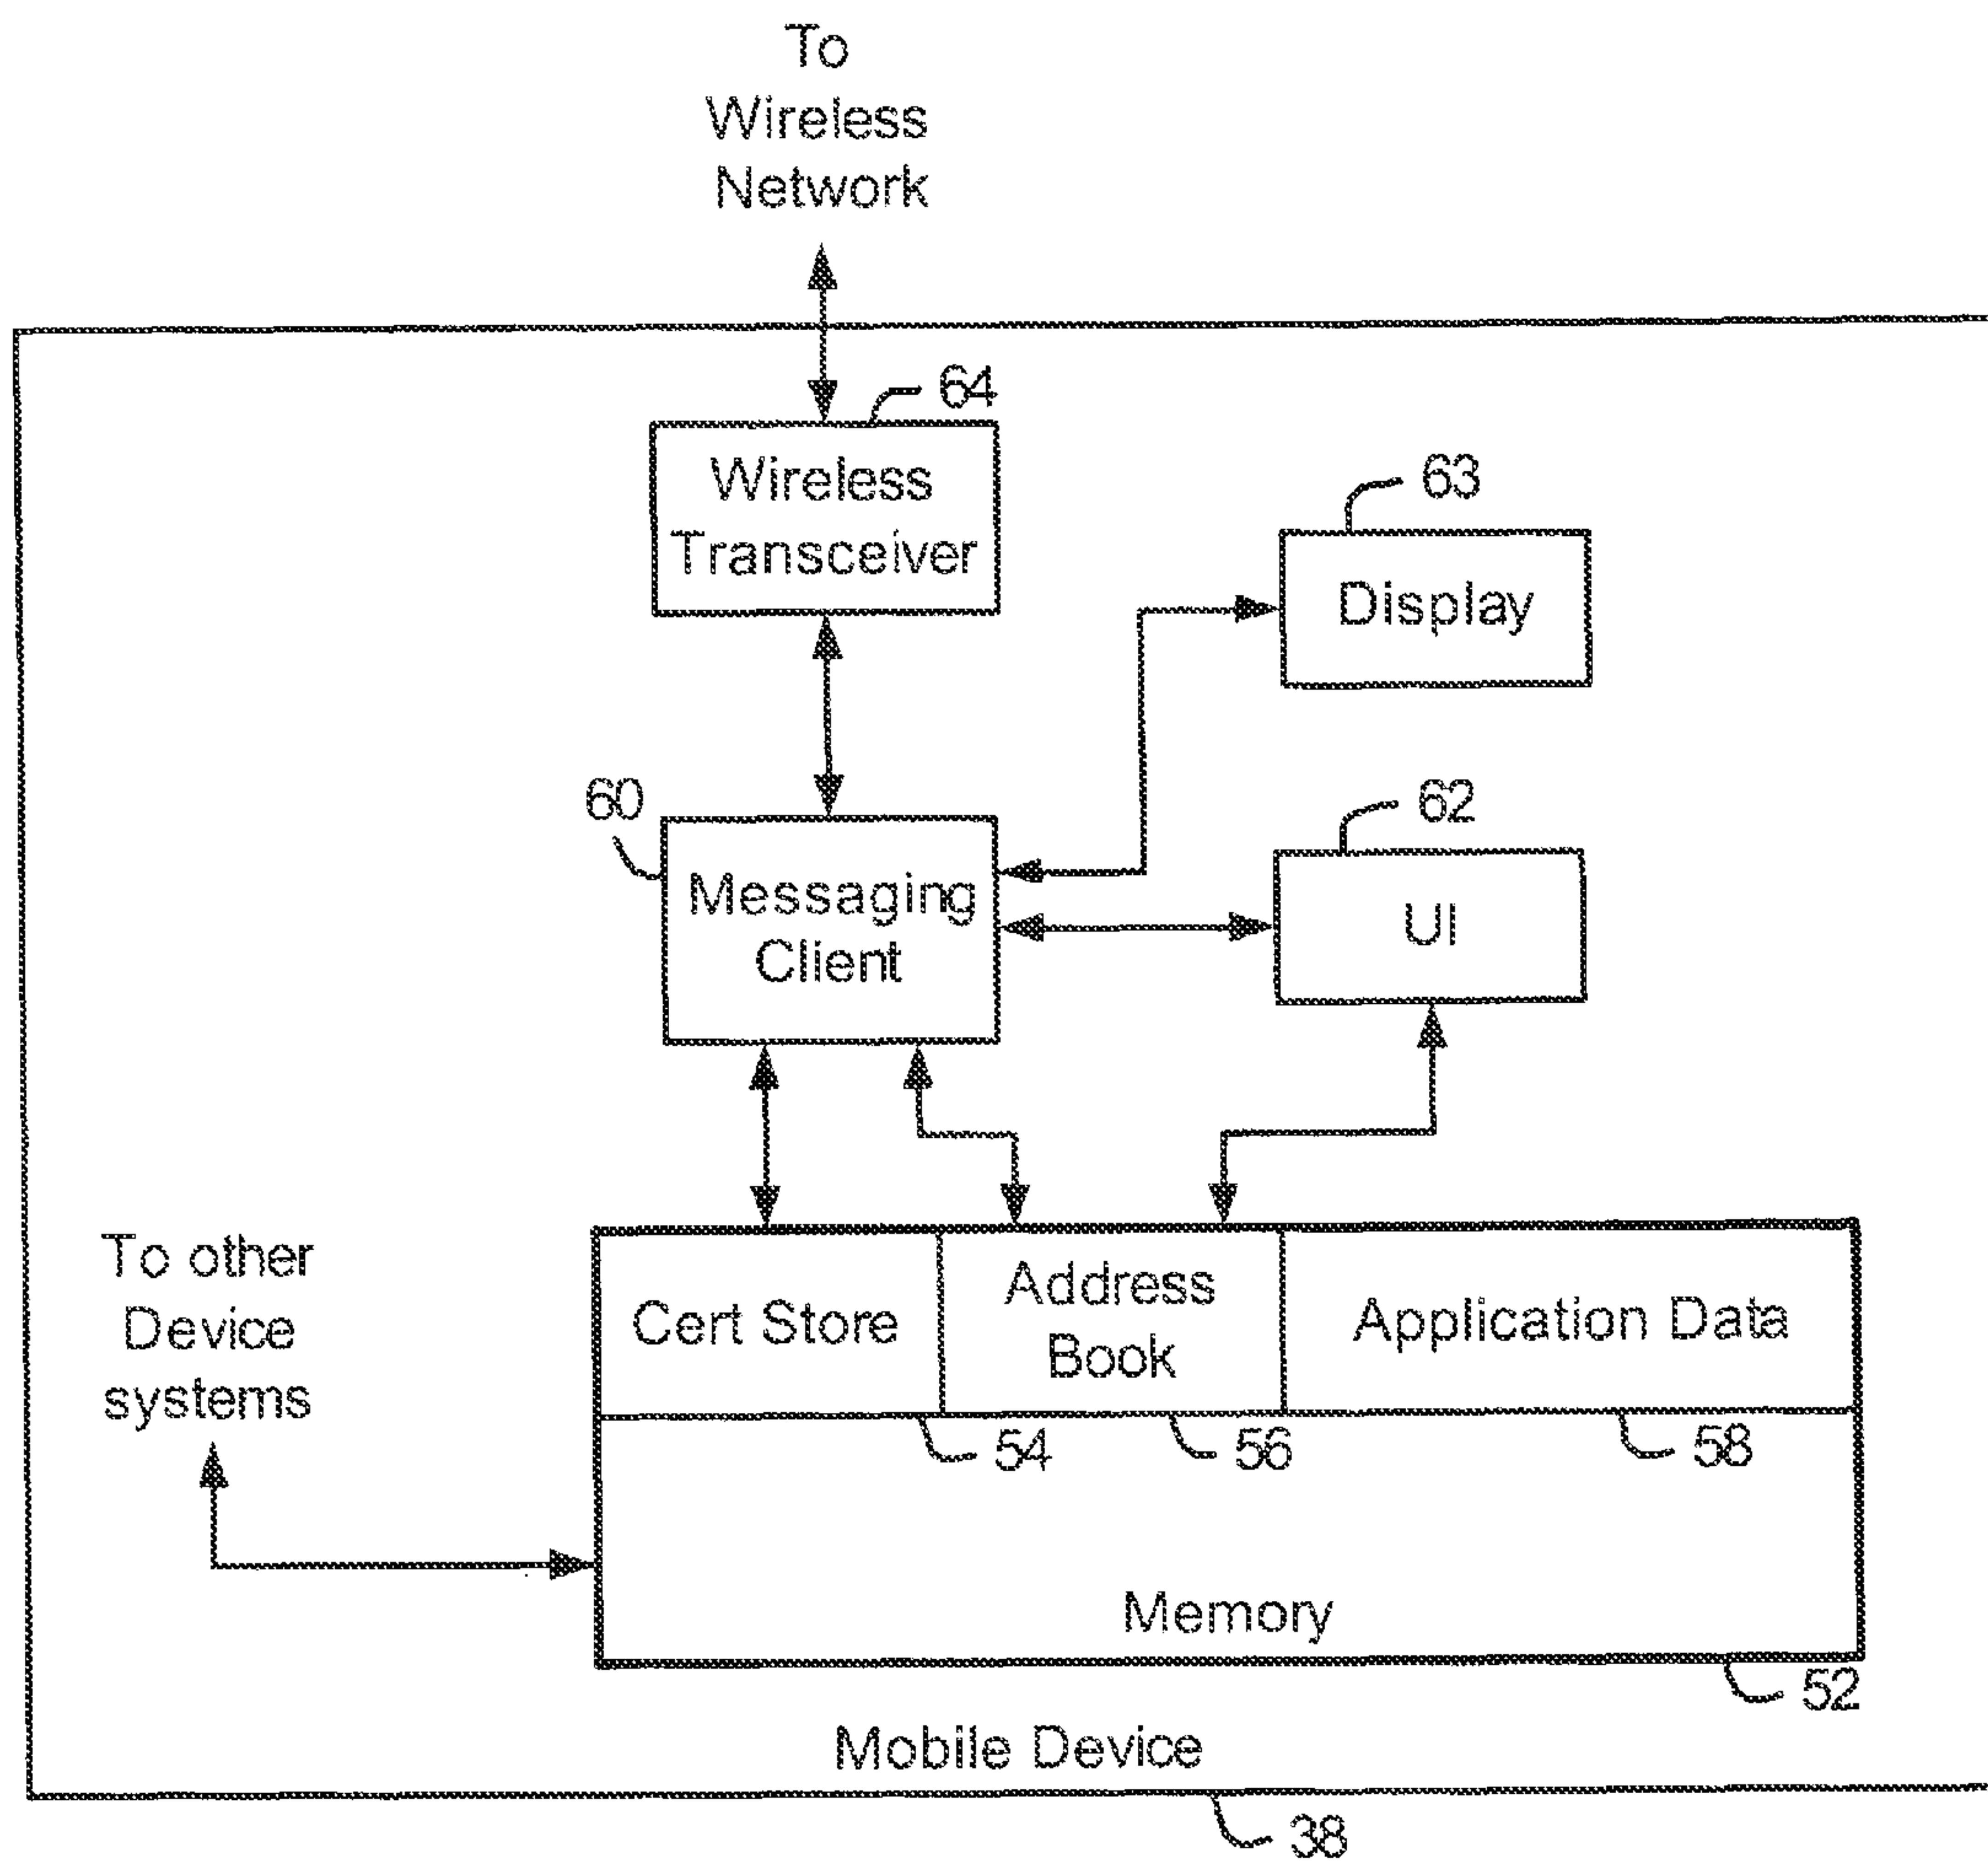 To
Wireless
Network
64
Wireless
Transceiver
63
Display
60
62
Messaging
Client
UI
To other
Device
systems
Cert Store
Address
Book
Application Data
54
56
58
Memory
52
Mobile Device
38